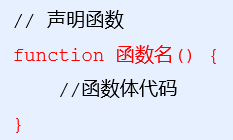 // 声明函数
function 函数名() {
    //函数体代码
}